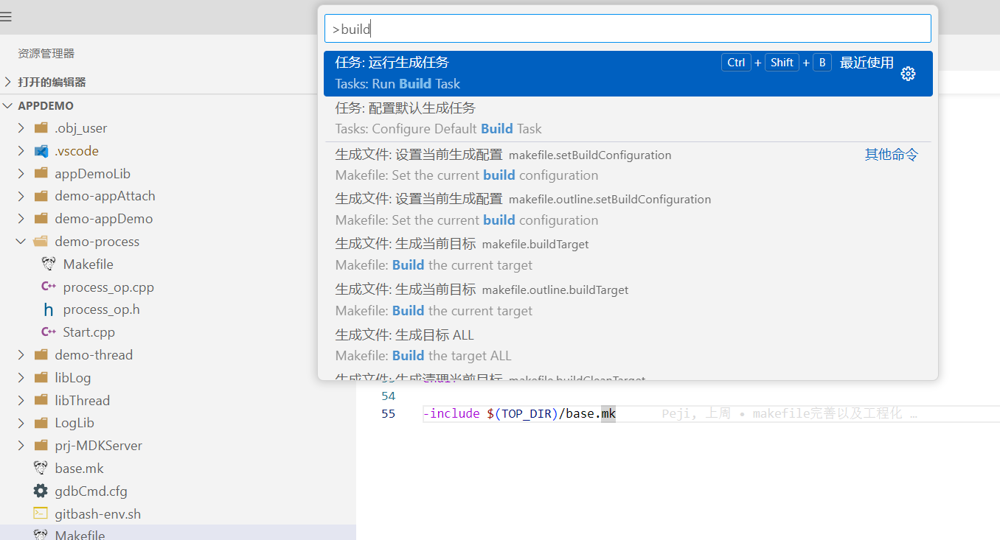 >build
任务: 运行生成任务 Ctrl + Shift + B 最近使用
Tasks: Run Build Task
任务: 配置默认生成任务
Tasks: Configure Default Build Task
生成文件: 设置当前生成配置 makefile.setBuildConfiguration 其他命令
Makefile: Set the current build configuration
生成文件: 设置当前生成配置 makefile.outline.setBuildConfiguration
Makefile: Set the current build configuration
生成文件: 生成当前目标 makefile.buildTarget
Makefile: Build the current target
生成文件: 生成当前目标 makefile.outline.buildTarget
Makefile: Build the current target
生成文件: 生成目标 ALL
Makefile: Build the target ALL
生成文件: 生成清理当前目标 makefile.buildCleanTarget
资源管理器
打开的编辑器
APPDEMO
.obj_user
.vscode
appDemoLib
demo-appAttach
demo-appDemo
demo-process
Makefile
C++ process_op.cpp
h process_op.h
C++ Start.cpp
demo-thread
libLog
libThread
LogLib
prj-MDKServer
base.mk
gdbCmd.cfg
gitbash-env.sh
Makefile
54
55 -include $(TOP_DIR)/base.mk Peji, 上周 • makefile完善以及工程化 …